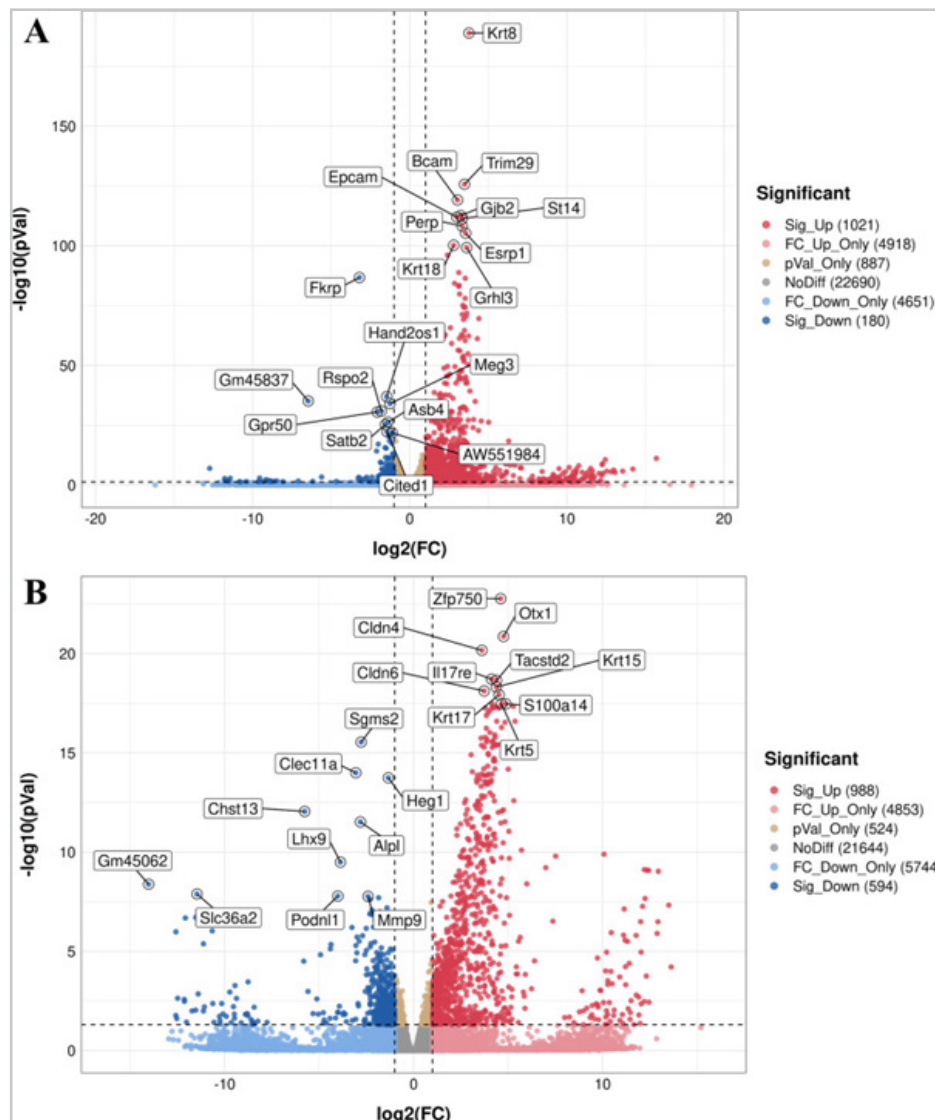 A
Krt8
150
Bcam
Trim29
Epcam
Significant
Gjb2
St14
Sig_Up (1021)
Perp
FC_Up_Only (4918)
100
Esrp1
pVal_Only (887)
Krt18
NoDiff (22690)
Fkrp
Grhl3
FC_Down_Only (4651)
Sig_Down (180)
-log10(pVal)
Hand2os1
50
Rspo2
Meg3
Gm45837
Gpr50
Asb4
Satb2
AW551984
Cited1
0
-20
-10
0
10
20
log2(FC)
B
Zfp750
Otx1
Cldn4
20
Il17re
Tacstd2
Krt15
Cldn6
Krt17
S100a14
Sgms2
Krt5
15
Significant
Clec11a
Sig_Up (988)
Chst13
Heg1
FC_Up_Only (4853)
pVal_Only (524)
Lhx9
Alpl
NoDiff (21644)
10
FC_Down_Only (5744)
Gm45062
Sig_Down (594)
-log10(pVal)
Slc36a2
Podnl1
Mmp9
5
0
-10
0
10
log2(FC)